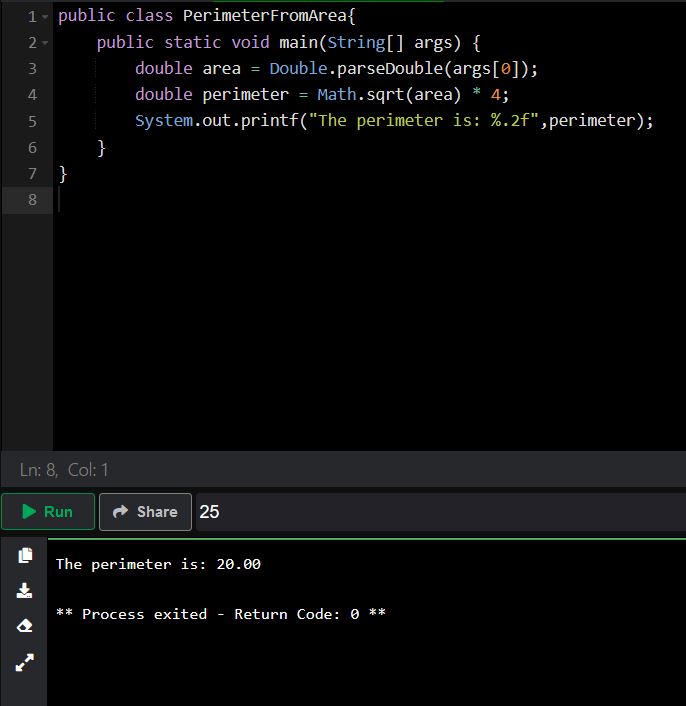 1 public class PerimeterFromArea{
2     public static void main(String[] args) {
3         double area = Double.parseDouble(args[0]);
4         double perimeter = Math.sqrt(area) * 4;
5         System.out.printf("The perimeter is: %.2f",perimeter);
6     }
7 }
8
Ln: 8, Col: 1
Run Share 25
The perimeter is: 20.00
** Process exited - Return Code: 0 **